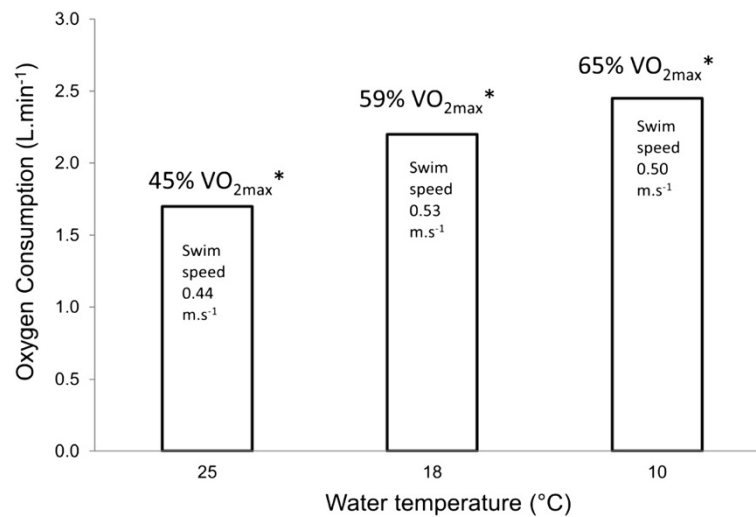 3.0
2.5
2.0
1.5
1.0
0.5
0.0
Oxygen Consumption (L.min⁻¹)
45% VO₂max*
Swim
speed
0.44
m.s⁻¹
59% VO₂max*
Swim
speed
0.53
m.s⁻¹
65% VO₂max*
Swim
speed
0.50
m.s⁻¹
25
18
10
Water temperature (°C)